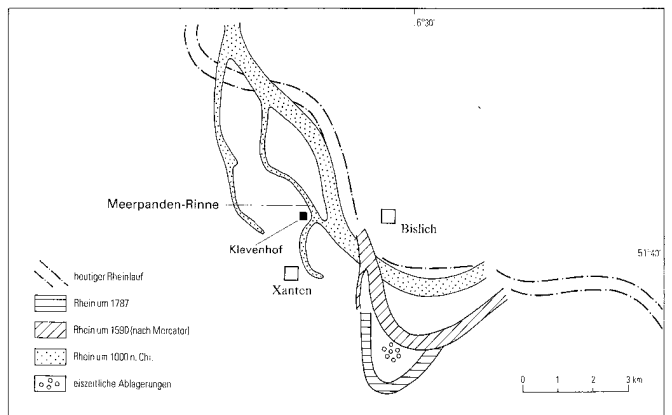 6°30'
Meerpanden-Rinne
Klevenhof
Bislich
Xanten
51°40'
heutiger Rheinlauf
Rhein um 1787
Rhein um 1590 (nach Mercator)
Rhein um 1000 n. Chr.
eiszeitliche Ablagerungen
0 1 2 3 km